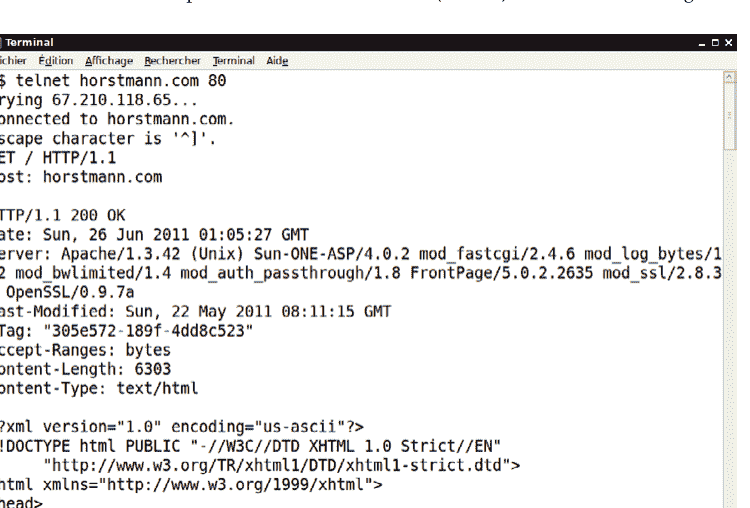 Terminal
ichier Édition Affichage Rechercher Terminal Aide
$ telnet horstmann.com 80
rying 67.210.118.65...
onnected to horstmann.com.
scape character is '^]'.
ET / HTTP/1.1
ost: horstmann.com
TTP/1.1 200 OK
ate: Sun, 26 Jun 2011 01:05:27 GMT
erver: Apache/1.3.42 (Unix) Sun-ONE-ASP/4.0.2 mod_fastcgi/2.4.6 mod_log_bytes/1
2 mod_bwlimited/1.4 mod_auth_passthrough/1.8 FrontPage/5.0.2.2635 mod_ssl/2.8.3
OpenSSL/0.9.7a
ast-Modified: Sun, 22 May 2011 08:11:15 GMT
Tag: "305e572-189f-4dd8c523"
ccept-Ranges: bytes
ontent-Length: 6303
ontent-Type: text/html
?xml version="1.0" encoding="us-ascii"?>
!DOCTYPE html PUBLIC "-//W3C//DTD XHTML 1.0 Strict//EN"
"http://www.w3.org/TR/xhtml1/DTD/xhtml1-strict.dtd">
html xmlns="http://www.w3.org/1999/xhtml">
head>